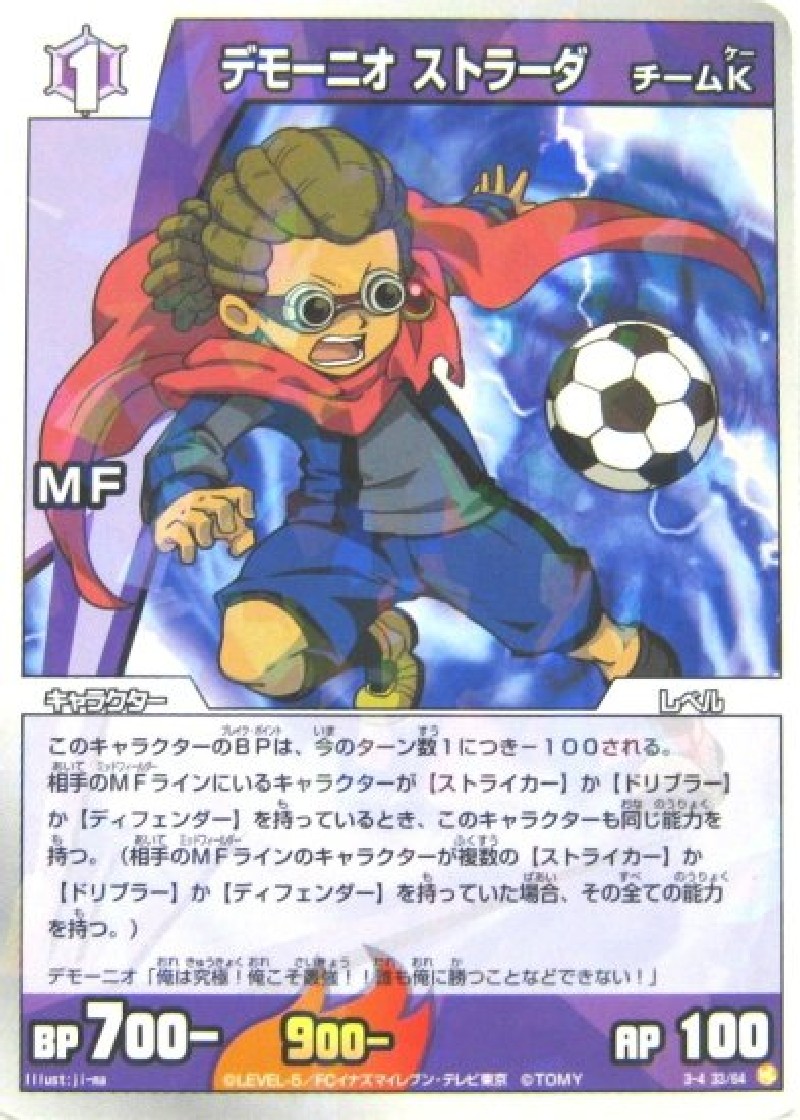 1
デモーニオ ストラーダ チームK
ケー
MF
キャラクター レベル
ブレイク・ポイント いま すう
このキャラクターのBPは、今のターン数1につき－100される。
あいて ミッドフィールダー
相手のMFラインにいるキャラクターが【ストライカー】か【ドリブラー】
おな のうりょく
か【ディフェンダー】を持っているとき、このキャラクターも同じ能力を
も あいて ミッドフィールダー ふくすう
持つ。（相手のMFラインのキャラクターが複数の【ストライカー】か
も ばあい すべ のうりょく
【ドリブラー】か【ディフェンダー】を持っていた場合、その全ての能力
も
を持つ。）
おれ きゅうきょく おれ さいきょう だれ おれ か
デモーニオ「俺は究極！俺こそ最強！！誰も俺に勝つことなどできない！」
BP 700− 900− AP 100
Illust:ji-ma ©LEVEL-5／FCイナズマイレブン・テレビ東京 ©TOMY 3-4 33/64